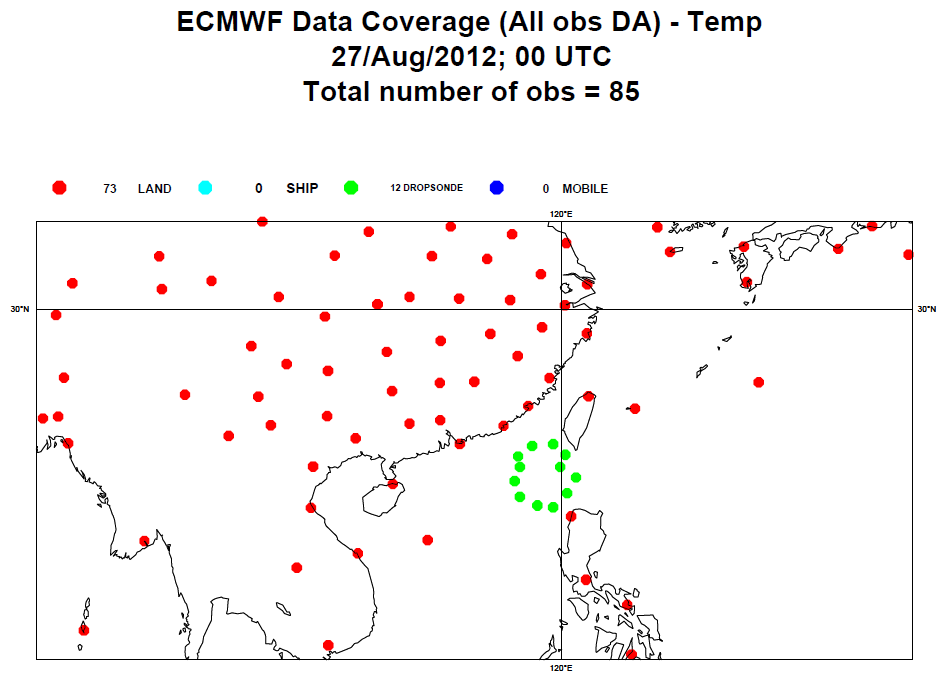 ECMWF Data Coverage (All obs DA) - Temp
27/Aug/2012; 00 UTC
Total number of obs = 85
73 LAND 0 SHIP 12 DROPSONDE 0 MOBILE
120°E
30°N 30°N
120°E